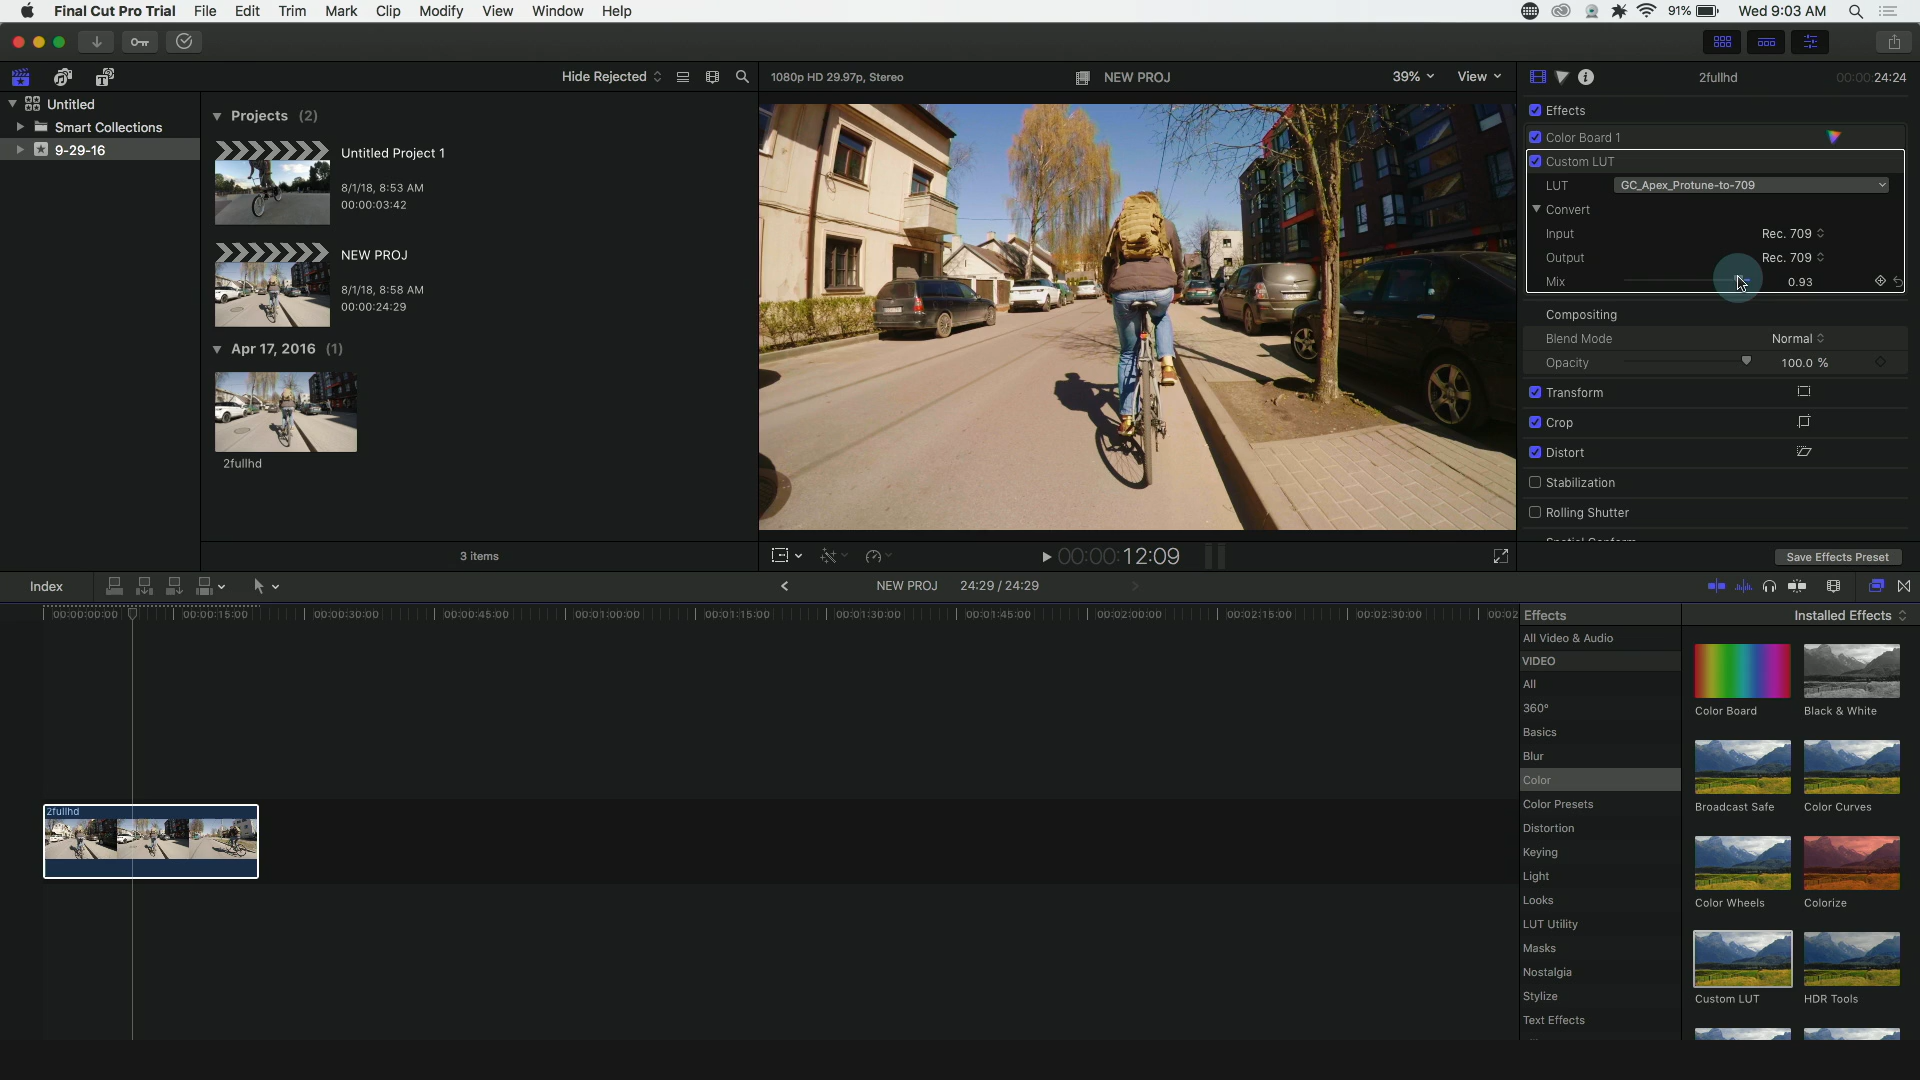 Final Cut Pro Trial File Edit Trim Mark Clip Modify View Window Help 91% Wed 9:03 AM
Hide Rejected
1080p HD 29.97p, Stereo NEW PROJ 39% View
2fullhd 00:00:24:24
Untitled
Smart Collections
9-29-16
Projects (2)
Untitled Project 1
8/1/18, 8:53 AM
00:00:03:42
NEW PROJ
8/1/18, 8:58 AM
00:00:24:29
Apr 17, 2016 (1)
2fullhd
3 items
00:00:12:09
Effects
Color Board 1
Custom LUT
LUT GC_Apex_Protune-to-709
Convert
Input Rec. 709
Output Rec. 709
Mix 0.93
Compositing
Blend Mode Normal
Opacity 100.0 %
Transform
Crop
Distort
Stabilization
Rolling Shutter
Spatial Conform
Save Effects Preset
Index
NEW PROJ 24:29 / 24:29
00:00:00:00 00:00:15:00 00:00:30:00 00:00:45:00 00:01:00:00 00:01:15:00 00:01:30:00 00:01:45:00 00:02:00:00 00:02:15:00 00:02:30:00 00:02
2fullhd
Effects Installed Effects
All Video & Audio
VIDEO
All
360°
Basics
Blur
Color
Color Presets
Distortion
Keying
Light
Looks
LUT Utility
Masks
Nostalgia
Stylize
Text Effects
Color Board Black & White
Broadcast Safe Color Curves
Color Wheels Colorize
Custom LUT HDR Tools